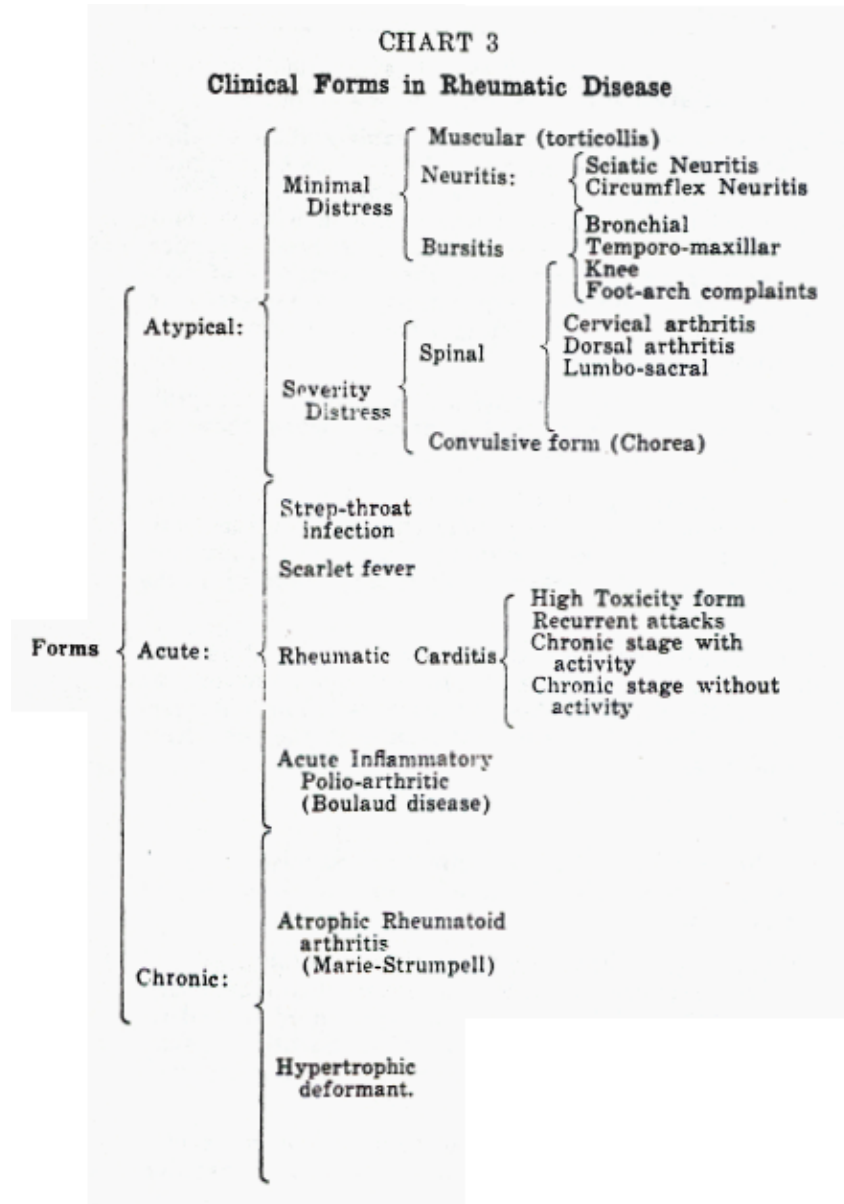 CHART 3
Clinical Forms in Rheumatic Disease
Muscular (torticollis)
Minimal
Distress
Neuritis:
Sciatic Neuritis
Circumflex Neuritis
Bursitis
Bronchial
Temporo-maxillar
Knee
Foot-arch complaints
Atypical:
Severity
Distress
Spinal
Cervical arthritis
Dorsal arthritis
Lumbo-sacral
Convulsive form (Chorea)
Strep-throat
infection
Scarlet fever
Forms
Acute:
Rheumatic Carditis
High Toxicity form
Recurrent attacks
Chronic stage with
activity
Chronic stage without
activity
Acute Inflammatory
Polio-arthritic
(Boulaud disease)
Chronic:
Atrophic Rheumatoid
arthritis
(Marie-Strumpell)
Hypertrophic
deformant.